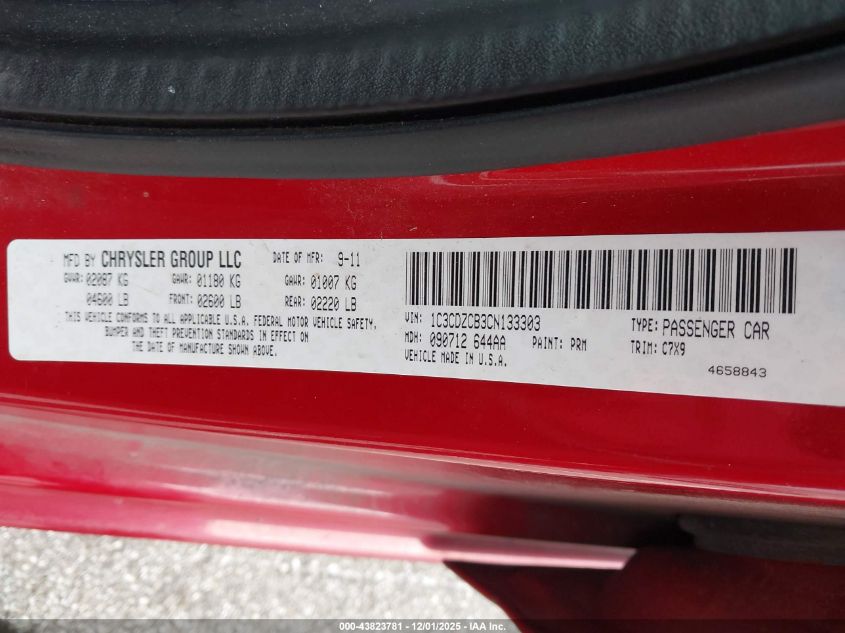 MFD BY CHRYSLER GROUP LLC DATE OF MFR: 9-11
GVWR: 02087 KG GAWR: 01180 KG GAWR: 01007 KG
04600 LB FRONT: 02600 LB REAR: 02220 LB
THIS VEHICLE CONFORMS TO ALL APPLICABLE U.S.A. FEDERAL MOTOR VEHICLE SAFETY,
BUMPER AND THEFT PREVENTION STANDARDS IN EFFECT ON
THE DATE OF MANUFACTURE SHOWN ABOVE.
VIN: 1C3CDZCB3CN133303 TYPE: PASSENGER CAR
MDH: 090712 644AA PAINT: PRM TRIM: C7X9
VEHICLE MADE IN U.S.A.
4658843
000-43823781 - 12/01/2025 - IAA Inc.